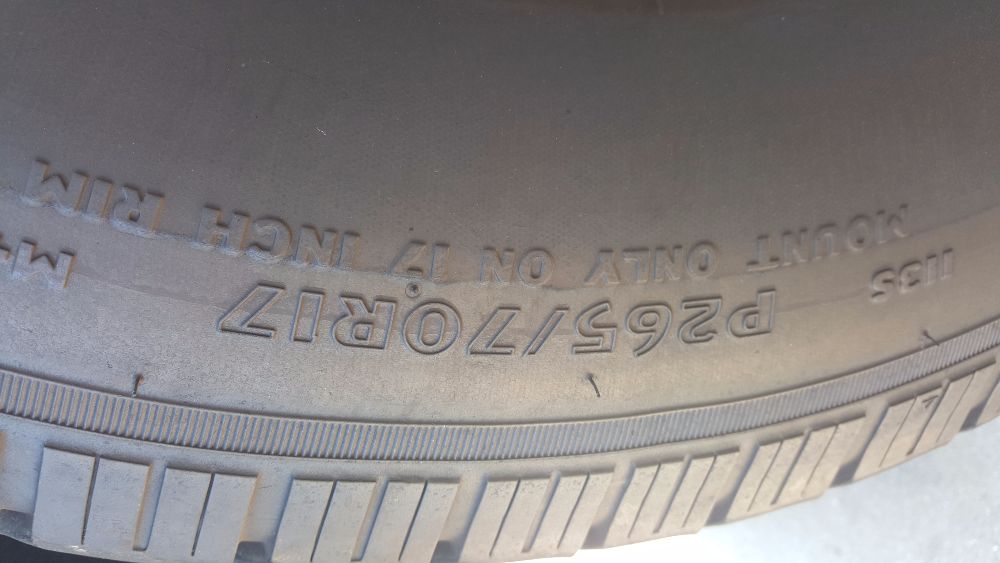 113S
P265/70R17
M+
MOUNT ONLY ON 17 INCH RIM